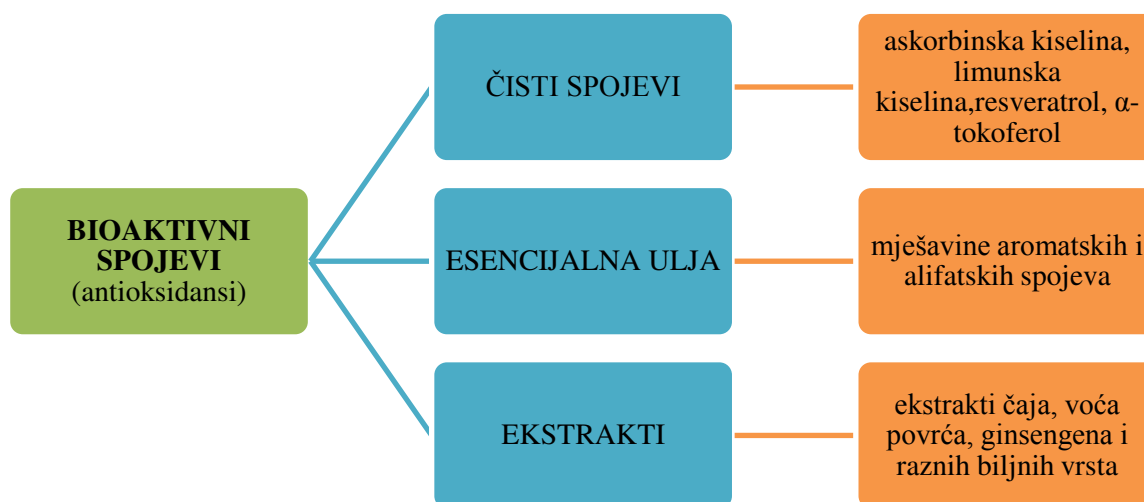 BIOAKTIVNI
SPOJEVI
(antioksidansi)
ČISTI SPOJEVI
askorbinska kiselina,
limunska
kiselina,resveratrol, α-
tokoferol
ESENCIJALNA ULJA
mješavine aromatskih i
alifatskih spojeva
EKSTRAKTI
ekstrakti čaja, voća
povrća, ginsengena i
raznih biljnih vrsta